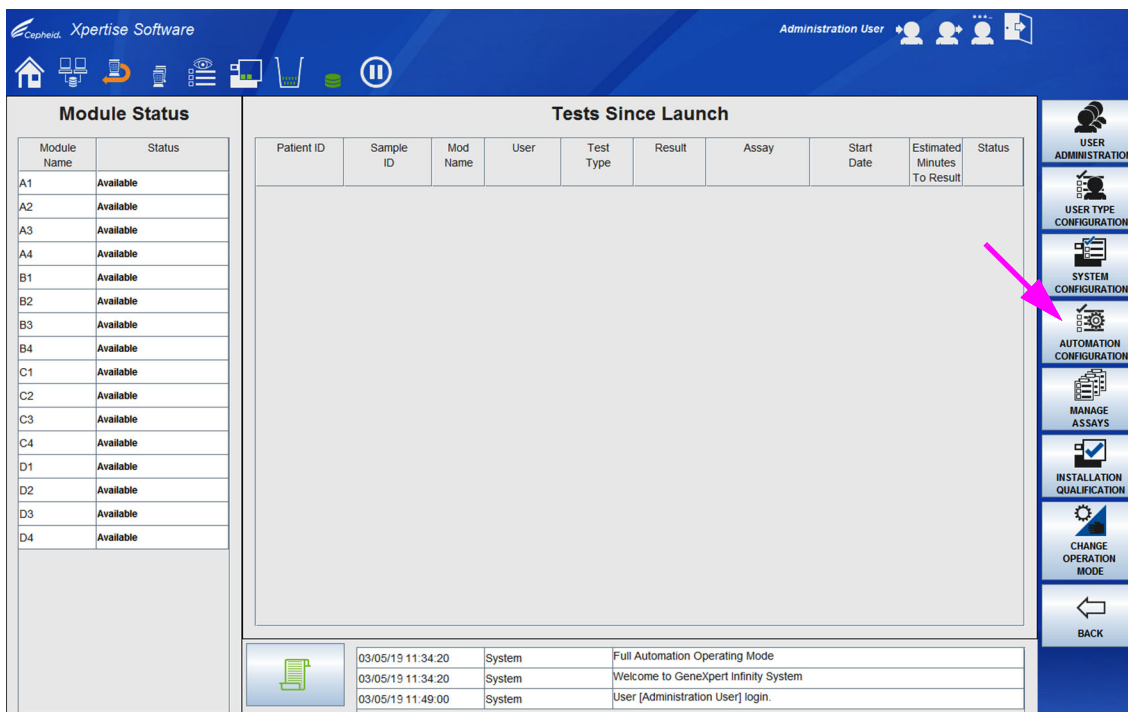 Cepheid. Xpertise Software
Administration User
Module Status
Module Name Status
A1 Available
A2 Available
A3 Available
A4 Available
B1 Available
B2 Available
B3 Available
B4 Available
C1 Available
C2 Available
C3 Available
C4 Available
D1 Available
D2 Available
D3 Available
D4 Available
Tests Since Launch
Patient ID Sample ID Mod Name User Test Type Result Assay Start Date Estimated Minutes To Result Status
03/05/19 11:34:20 System Full Automation Operating Mode
03/05/19 11:34:20 System Welcome to GeneXpert Infinity System
03/05/19 11:49:00 System User [Administration User] login.
USER
ADMINISTRATION
USER TYPE
CONFIGURATION
SYSTEM
CONFIGURATION
AUTOMATION
CONFIGURATION
MANAGE
ASSAYS
INSTALLATION
QUALIFICATION
CHANGE
OPERATION
MODE
BACK